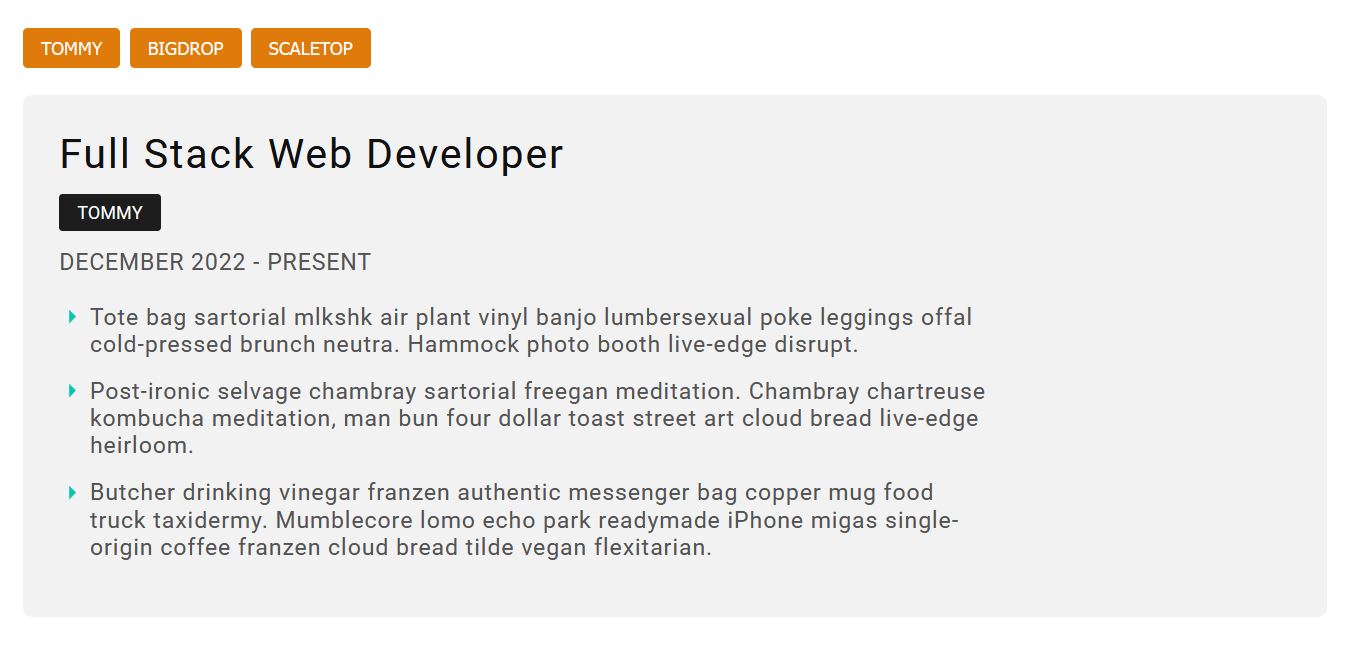 TOMMY BIGDROP SCALETOP
Full Stack Web Developer
TOMMY
DECEMBER 2022 - PRESENT
Tote bag sartorial mlkshk air plant vinyl banjo lumbersexual poke leggings offal
cold-pressed brunch neutra. Hammock photo booth live-edge disrupt.
Post-ironic selvage chambray sartorial freegan meditation. Chambray chartreuse
kombucha meditation, man bun four dollar toast street art cloud bread live-edge
heirloom.
Butcher drinking vinegar franzen authentic messenger bag copper mug food
truck taxidermy. Mumblecore lomo echo park readymade iPhone migas single-
origin coffee franzen cloud bread tilde vegan flexitarian.